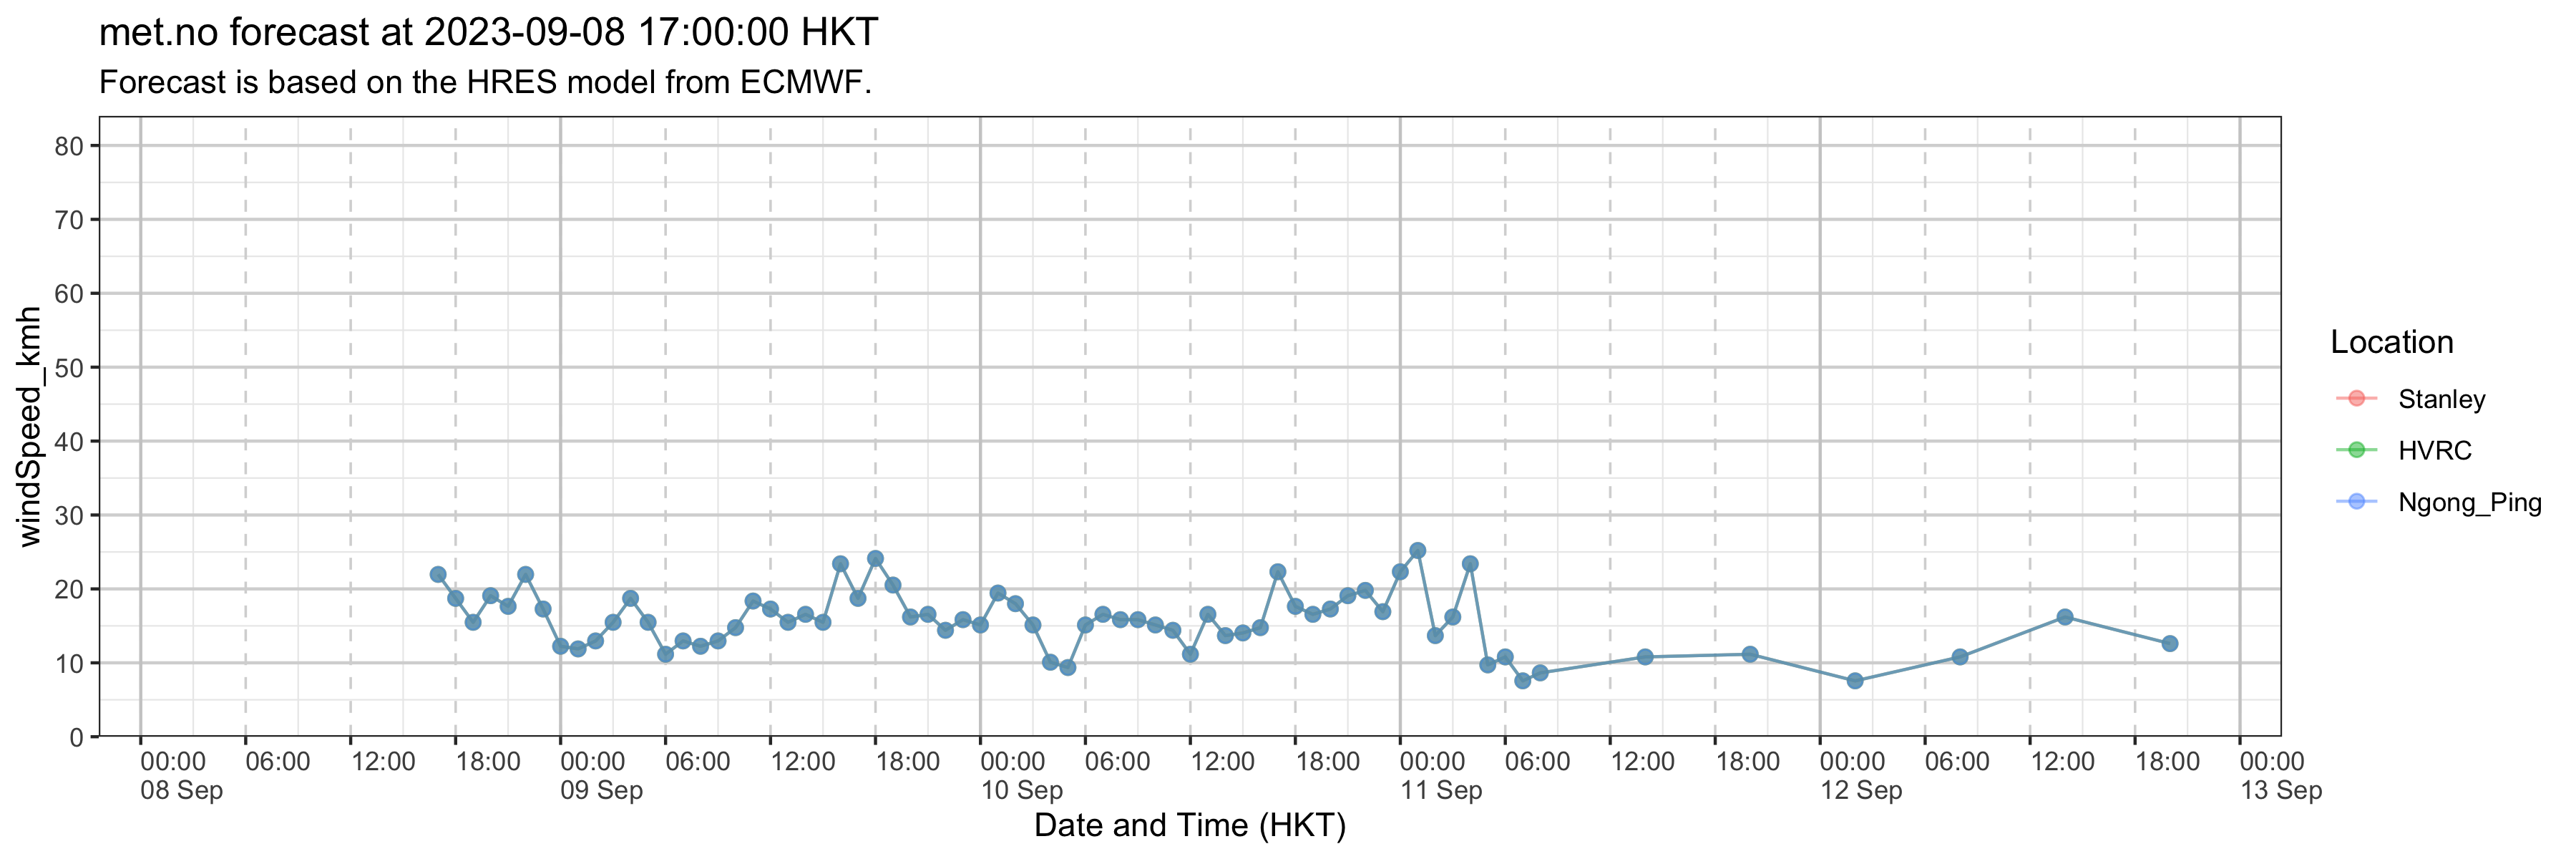 met.no forecast at 2023-09-08 17:00:00 HKT
Forecast is based on the HRES model from ECMWF.
windSpeed_kmh
80
70
60
50
40
30
20
10
0
00:00 06:00 12:00 18:00 00:00 06:00 12:00 18:00 00:00 06:00 12:00 18:00 00:00 06:00 12:00 18:00 00:00 06:00 12:00 18:00 00:00
08 Sep 09 Sep 10 Sep 11 Sep 12 Sep 13 Sep
Date and Time (HKT)
Location
Stanley
HVRC
Ngong_Ping